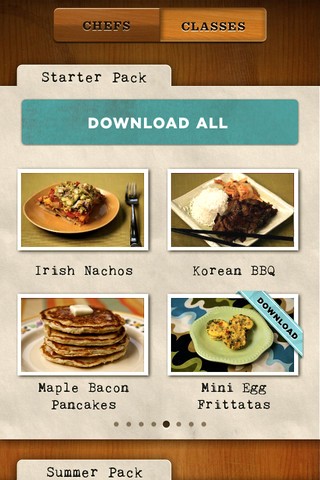 CHEFS
CLASSES
Starter Pack
DOWNLOAD ALL
Irish Nachos
Korean BBQ
DOWNLOAD
Maple Bacon
Pancakes
Mini Egg
Frittatas
Summer Pack